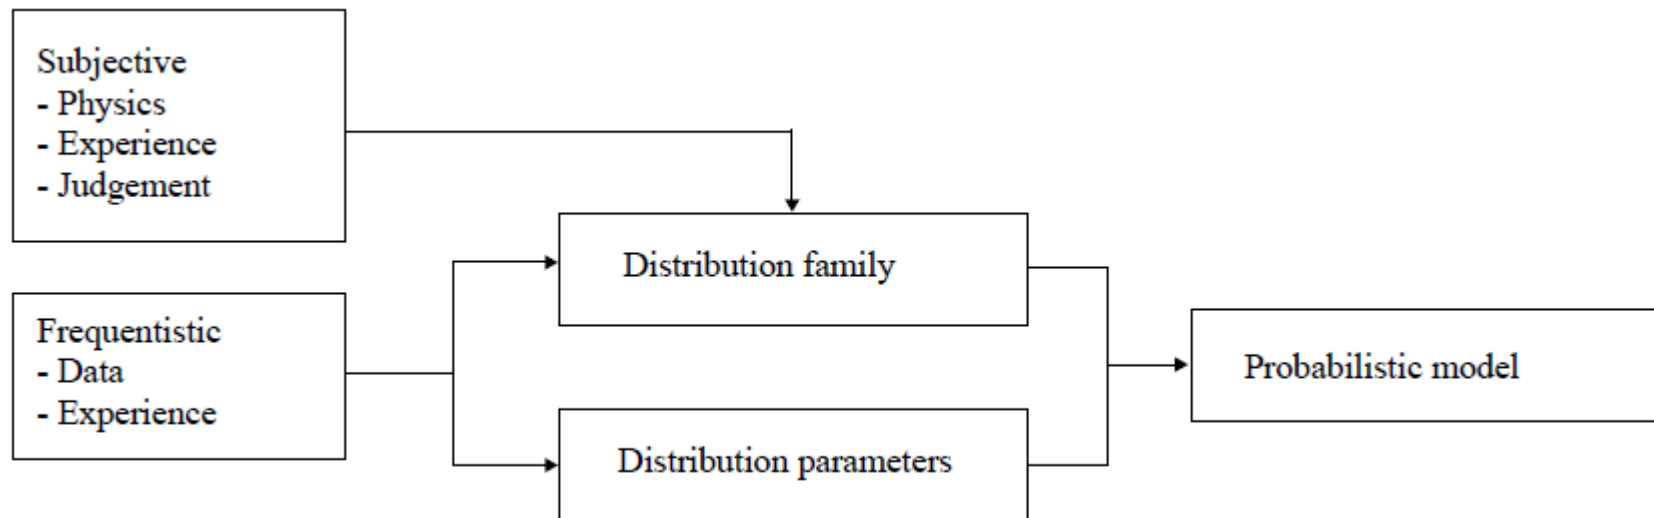 Subjective
- Physics
- Experience
- Judgement
Distribution family
Frequentistic
- Data
- Experience
Probabilistic model
Distribution parameters